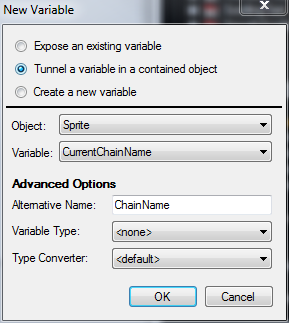 New Variable
Expose an existing variable
Tunnel a variable in a contained object
Create a new variable
Object: Sprite
Variable: CurrentChainName
Advanced Options
Alternative Name: ChainName
Variable Type: <none>
Type Converter: <default>
OK Cancel